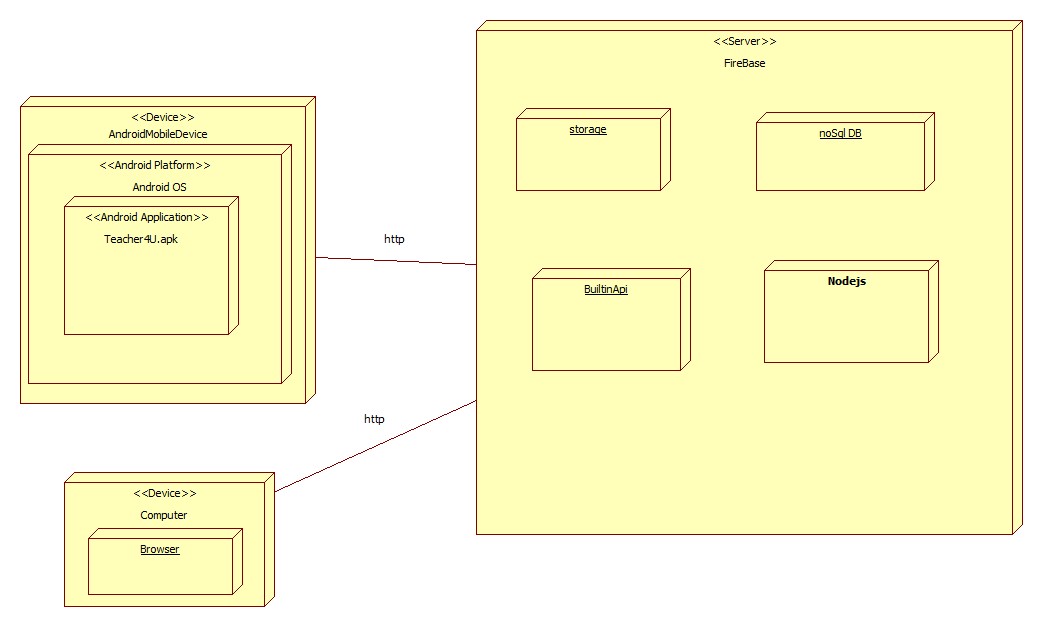 <<Server>>
FireBase
storage
noSql DB
<<Device>>
AndroidMobileDevice
<<Android Platform>>
Android OS
<<Android Application>>
Teacher4U.apk
http
BuiltinApi
Nodejs
http
<<Device>>
Computer
Browser